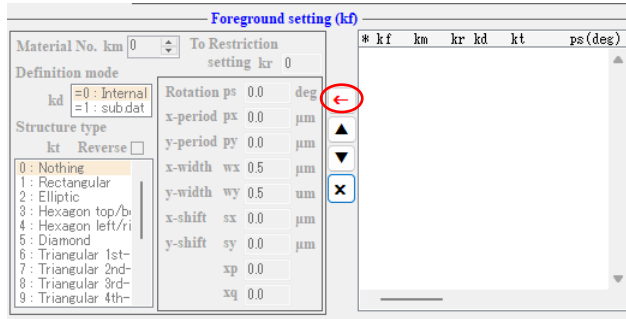 Foreground setting (kf)
Material No. km 0
To Restriction
setting kr 0
Definition mode
kd =0 : Internal
=1 : sub.dat
Structure type
kt Reverse
0 : Nothing
1 : Rectangular
2 : Elliptic
3 : Hexagon top/b
4 : Hexagon left/ri
5 : Diamond
6 : Triangular 1st-
7 : Triangular 2nd-
8 : Triangular 3rd-
9 : Triangular 4th-
Rotation ps 0.0 deg
x-period px 0.0 μm
y-period py 0.0 μm
x-width wx 0.5 μm
y-width wy 0.5 um
x-shift sx 0.0 μm
y-shift sy 0.0 μm
xp 0.0
xq 0.0
* kf km kr kd kt ps(deg)